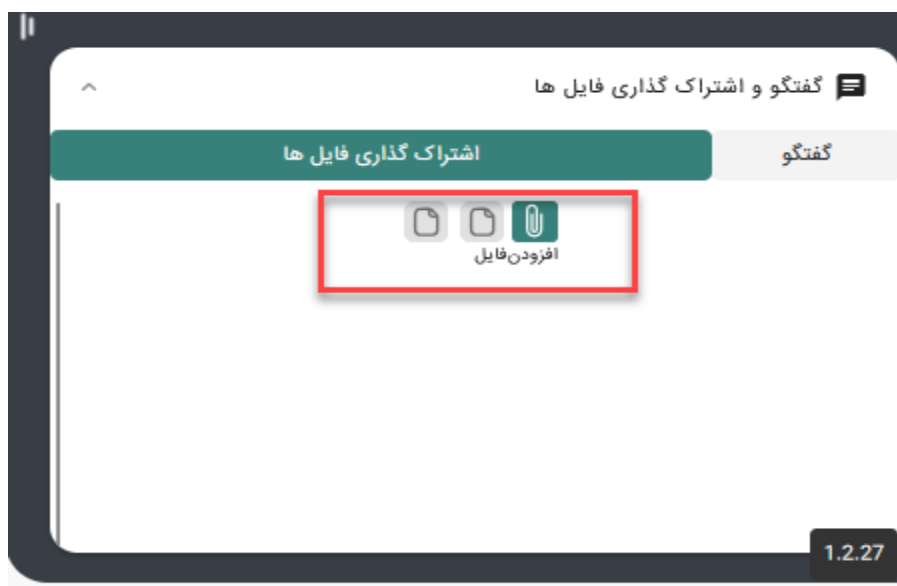 گفتگو و اشتراک گذاری فایل ها
گفتگو
اشتراک گذاری فایل ها
افزودن‌فایل
1.2.27